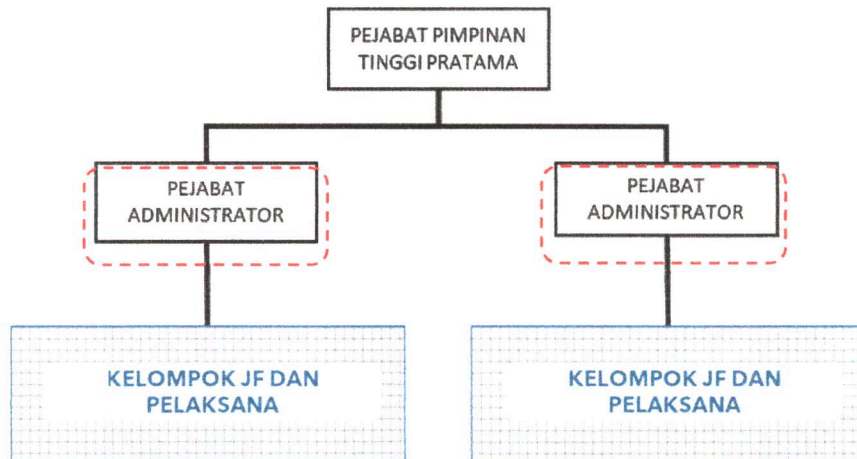 PEJABAT PIMPINAN
TINGGI PRATAMA
PEJABAT
ADMINISTRATOR
PEJABAT
ADMINISTRATOR
KELOMPOK JF DAN
PELAKSANA
KELOMPOK JF DAN
PELAKSANA